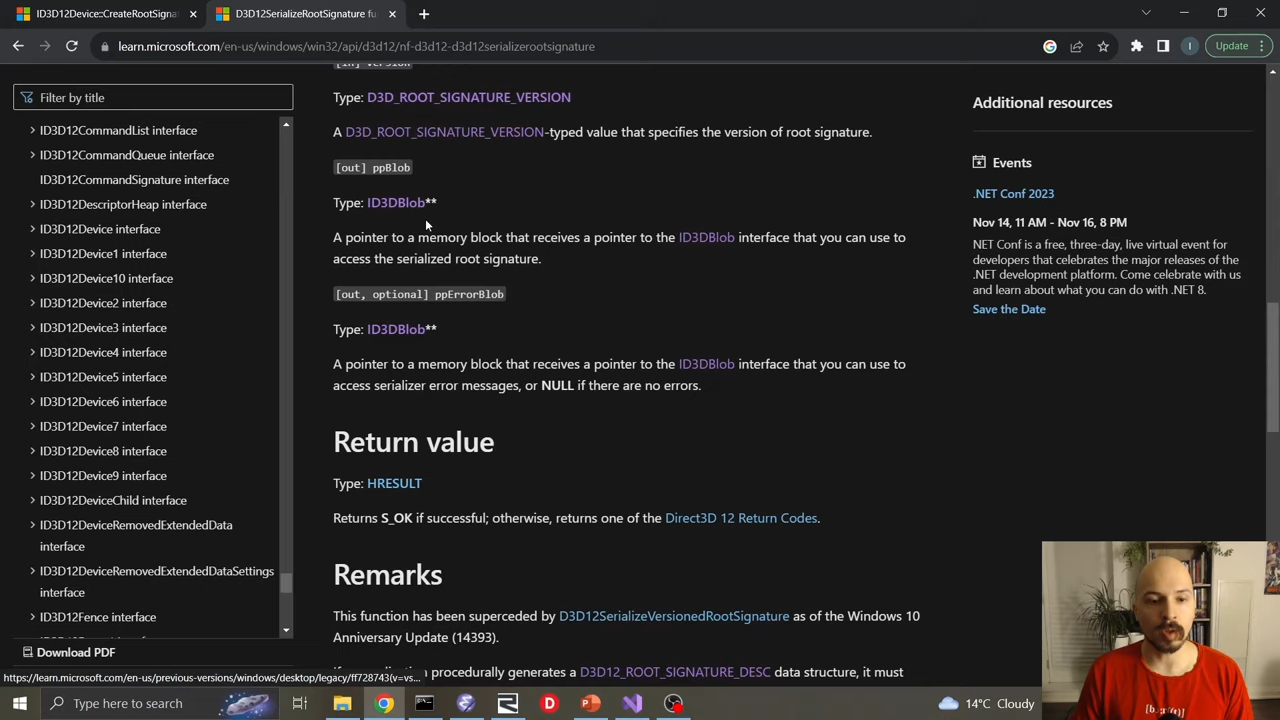 ID3D12Device::CreateRootSigna
D3D12SerializeRootSignature fu
learn.microsoft.com/en-us/windows/win32/api/d3d12/nf-d3d12-d3d12serializerootsignature
Update
Filter by title
ID3D12CommandList interface
ID3D12CommandQueue interface
ID3D12CommandSignature interface
ID3D12DescriptorHeap interface
ID3D12Device interface
ID3D12Device1 interface
ID3D12Device10 interface
ID3D12Device2 interface
ID3D12Device3 interface
ID3D12Device4 interface
ID3D12Device5 interface
ID3D12Device6 interface
ID3D12Device7 interface
ID3D12Device8 interface
ID3D12Device9 interface
ID3D12DeviceChild interface
ID3D12DeviceRemovedExtendedData
interface
ID3D12DeviceRemovedExtendedDataSettings
interface
ID3D12Fence interface
Download PDF
https://learn.microsoft.com/en-us/previous-versions/windows/desktop/legacy/ff728743(v=vs...
[in] Version
Type: D3D_ROOT_SIGNATURE_VERSION
A D3D_ROOT_SIGNATURE_VERSION-typed value that specifies the version of root signature.
[out] ppBlob
Type: ID3DBlob**
A pointer to a memory block that receives a pointer to the ID3DBlob interface that you can use to
access the serialized root signature.
[out, optional] ppErrorBlob
Type: ID3DBlob**
A pointer to a memory block that receives a pointer to the ID3DBlob interface that you can use to
access serializer error messages, or NULL if there are no errors.
Return value
Type: HRESULT
Returns S_OK if successful; otherwise, returns one of the Direct3D 12 Return Codes.
Remarks
This function has been superceded by D3D12SerializeVersionedRootSignature as of the Windows 10
Anniversary Update (14393).
procedurally generates a D3D12_ROOT_SIGNATURE_DESC data structure, it must
Additional resources
Events
.NET Conf 2023
Nov 14, 11 AM - Nov 16, 8 PM
.NET Conf is a free, three-day, live virtual event for
developers that celebrates the major releases of the
.NET development platform. Come celebrate with us
and learn about what you can do with .NET 8.
Save the Date
Type here to search
14°C Cloudy